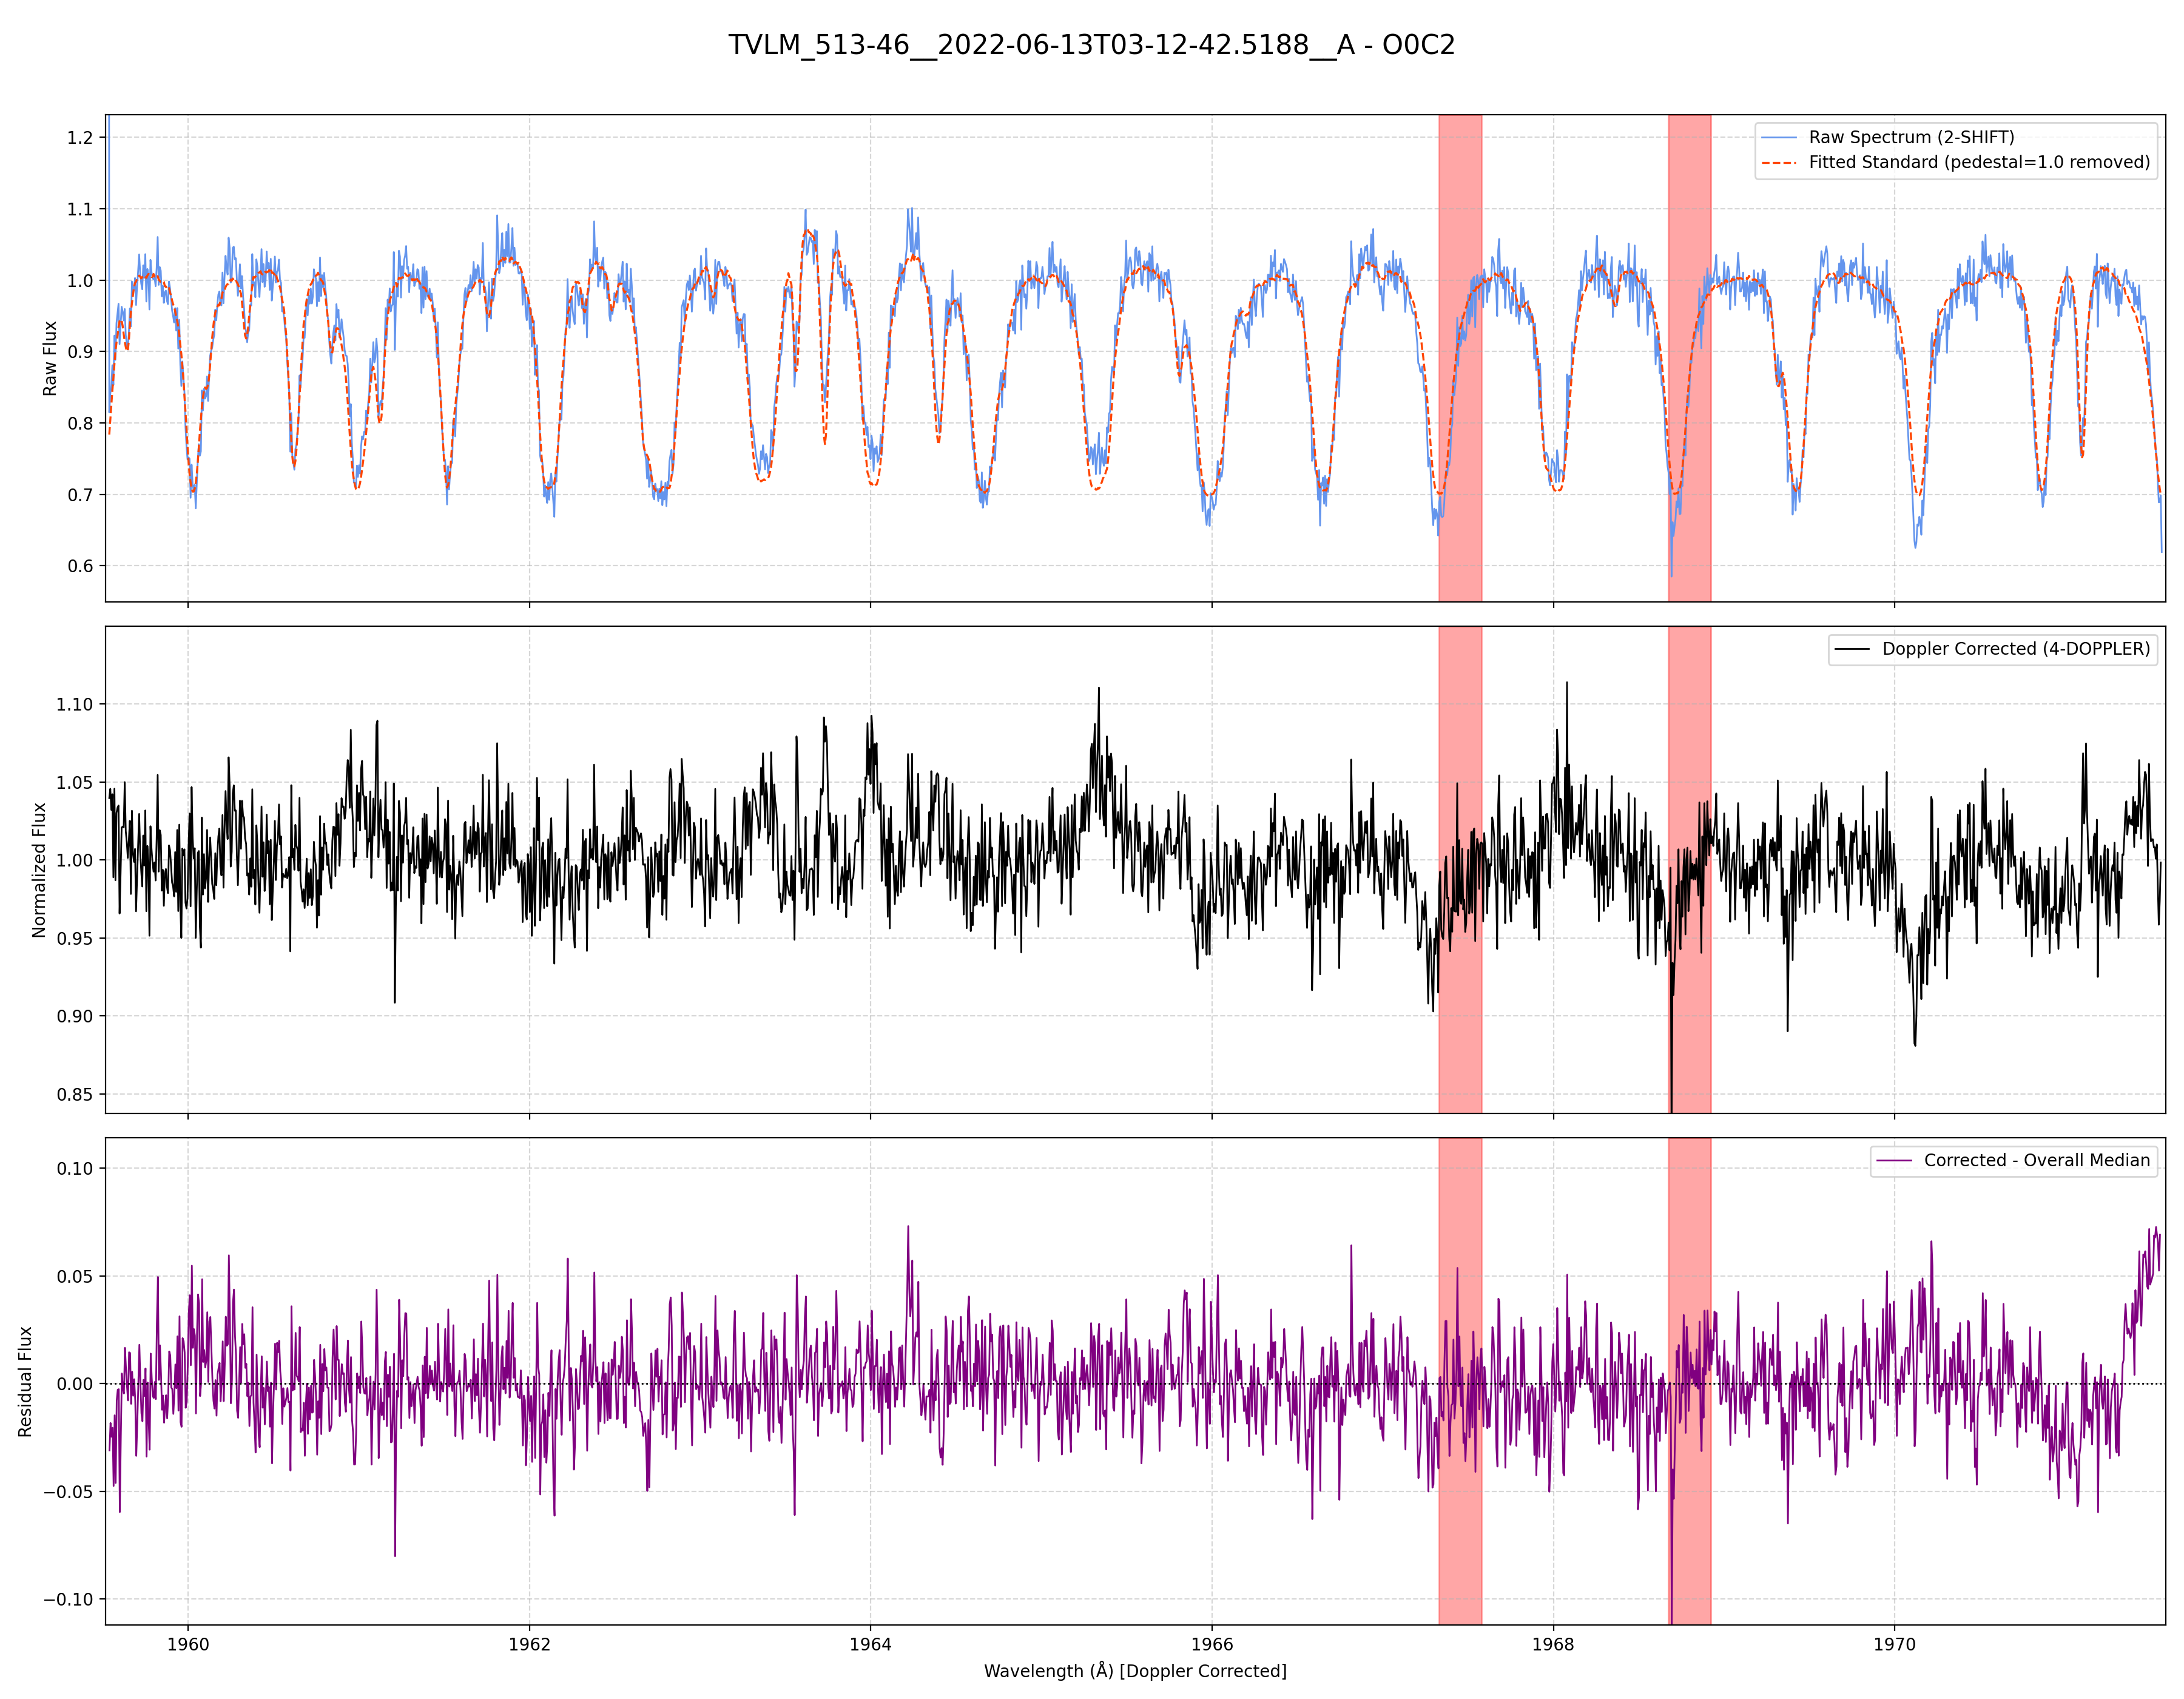 TVLM_513-46__2022-06-13T03-12-42.5188__A - O0C2
Raw Spectrum (2-SHIFT)
Fitted Standard (pedestal=1.0 removed)
1.2
1.1
1.0
0.9
0.8
0.7
0.6
Raw Flux
Doppler Corrected (4-DOPPLER)
1.10
1.05
1.00
0.95
0.90
0.85
Normalized Flux
Corrected - Overall Median
0.10
0.05
0.00
−0.05
−0.10
Residual Flux
1960 1962 1964 1966 1968 1970
Wavelength (Å) [Doppler Corrected]